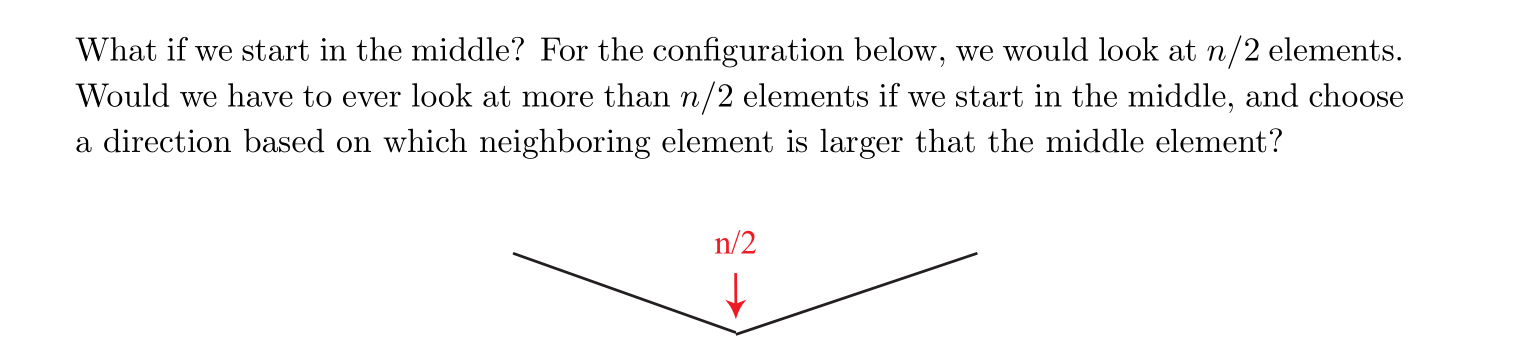 What if we start in the middle? For the configuration below, we would look at n/2 elements.
Would we have to ever look at more than n/2 elements if we start in the middle, and choose
a direction based on which neighboring element is larger that the middle element?
n/2